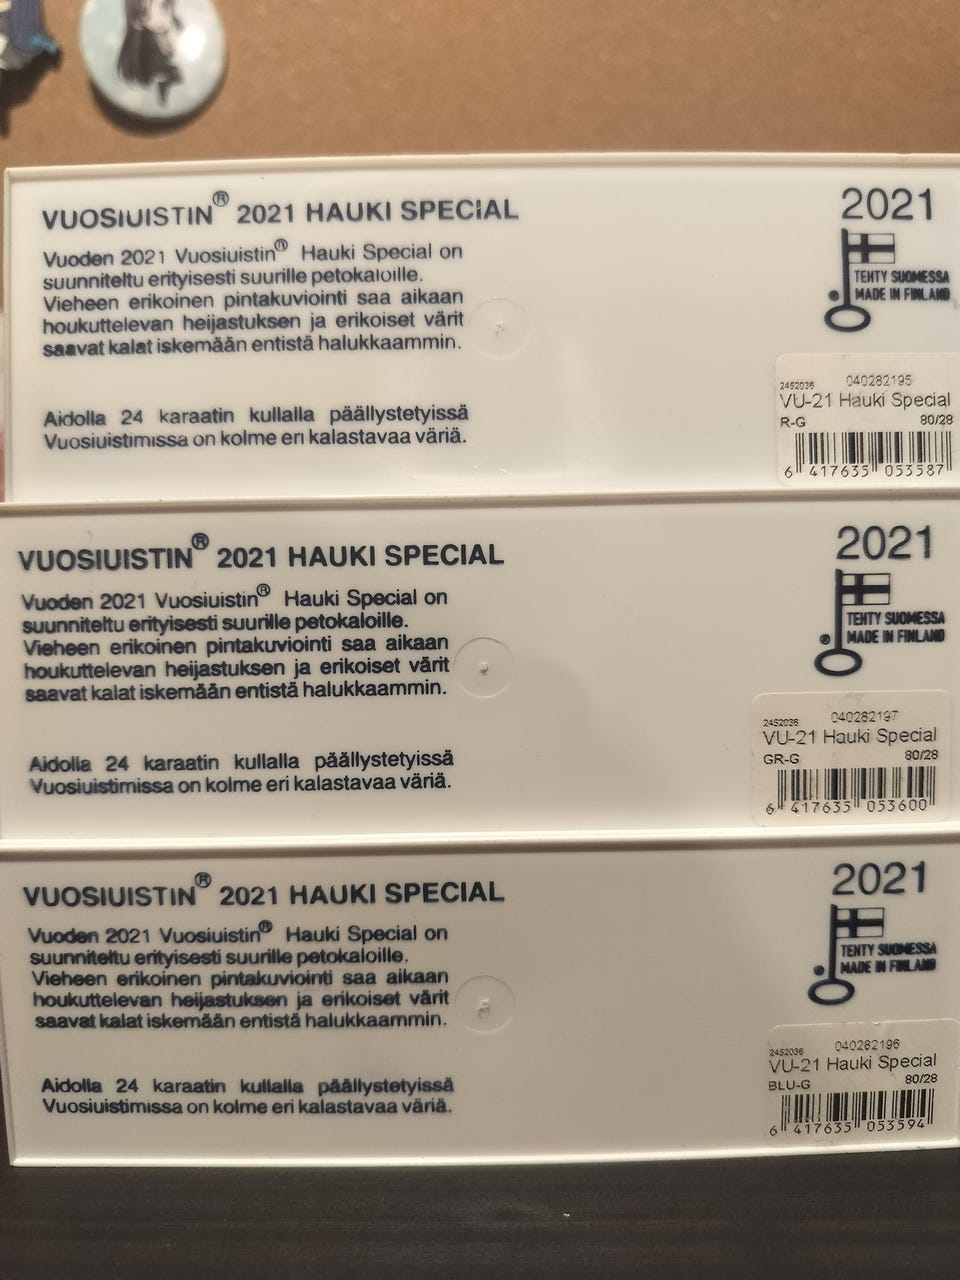 VUOSIUISTIN® 2021 HAUKI SPECIAL
Vuoden 2021 Vuosiuistin® Hauki Special on
suunniteltu erityisesti suurille petokaloille.
Vieheen erikoinen pintakuviointi saa aikaan
houkuttelevan heijastuksen ja erikoiset värit
saavat kalat iskemään entistä halukkaammin.
Aidolla 24 karaatin kullalla päällystetyissä
Vuosiuistimissa on kolme eri kalastavaa väriä.
2021
TEHTY SUOMESSA
MADE IN FINLAND
2452036 040282195
VU-21 Hauki Special
R-G 80/28
6 417635 053587
VUOSIUISTIN® 2021 HAUKI SPECIAL
Vuoden 2021 Vuosiuistin® Hauki Special on
suunniteltu erityisesti suurille petokaloille.
Vieheen erikoinen pintakuviointi saa aikaan
houkuttelevan heijastuksen ja erikoiset värit
saavat kalat iskemään entistä halukkaammin.
Aidolla 24 karaatin kullalla päällystetyissä
Vuosiuistimissa on kolme eri kalastavaa väriä.
2021
TEHTY SUOMESSA
MADE IN FINLAND
2452036 040282197
VU-21 Hauki Special
GR-G 80/28
6 417635 053600
VUOSIUISTIN® 2021 HAUKI SPECIAL
Vuoden 2021 Vuosiuistin® Hauki Special on
suunniteltu erityisesti suurille petokaloille.
Vieheen erikoinen pintakuviointi saa aikaan
houkuttelevan heijastuksen ja erikoiset värit
saavat kalat iskemään entistä halukkaammin.
Aidolla 24 karaatin kullalla päällystetyissä
Vuosiuistimissa on kolme eri kalastavaa väriä.
2021
TEHTY SUOMESSA
MADE IN FINLAND
2452036 040282196
VU-21 Hauki Special
BLU-G 80/28
6 417635 053594